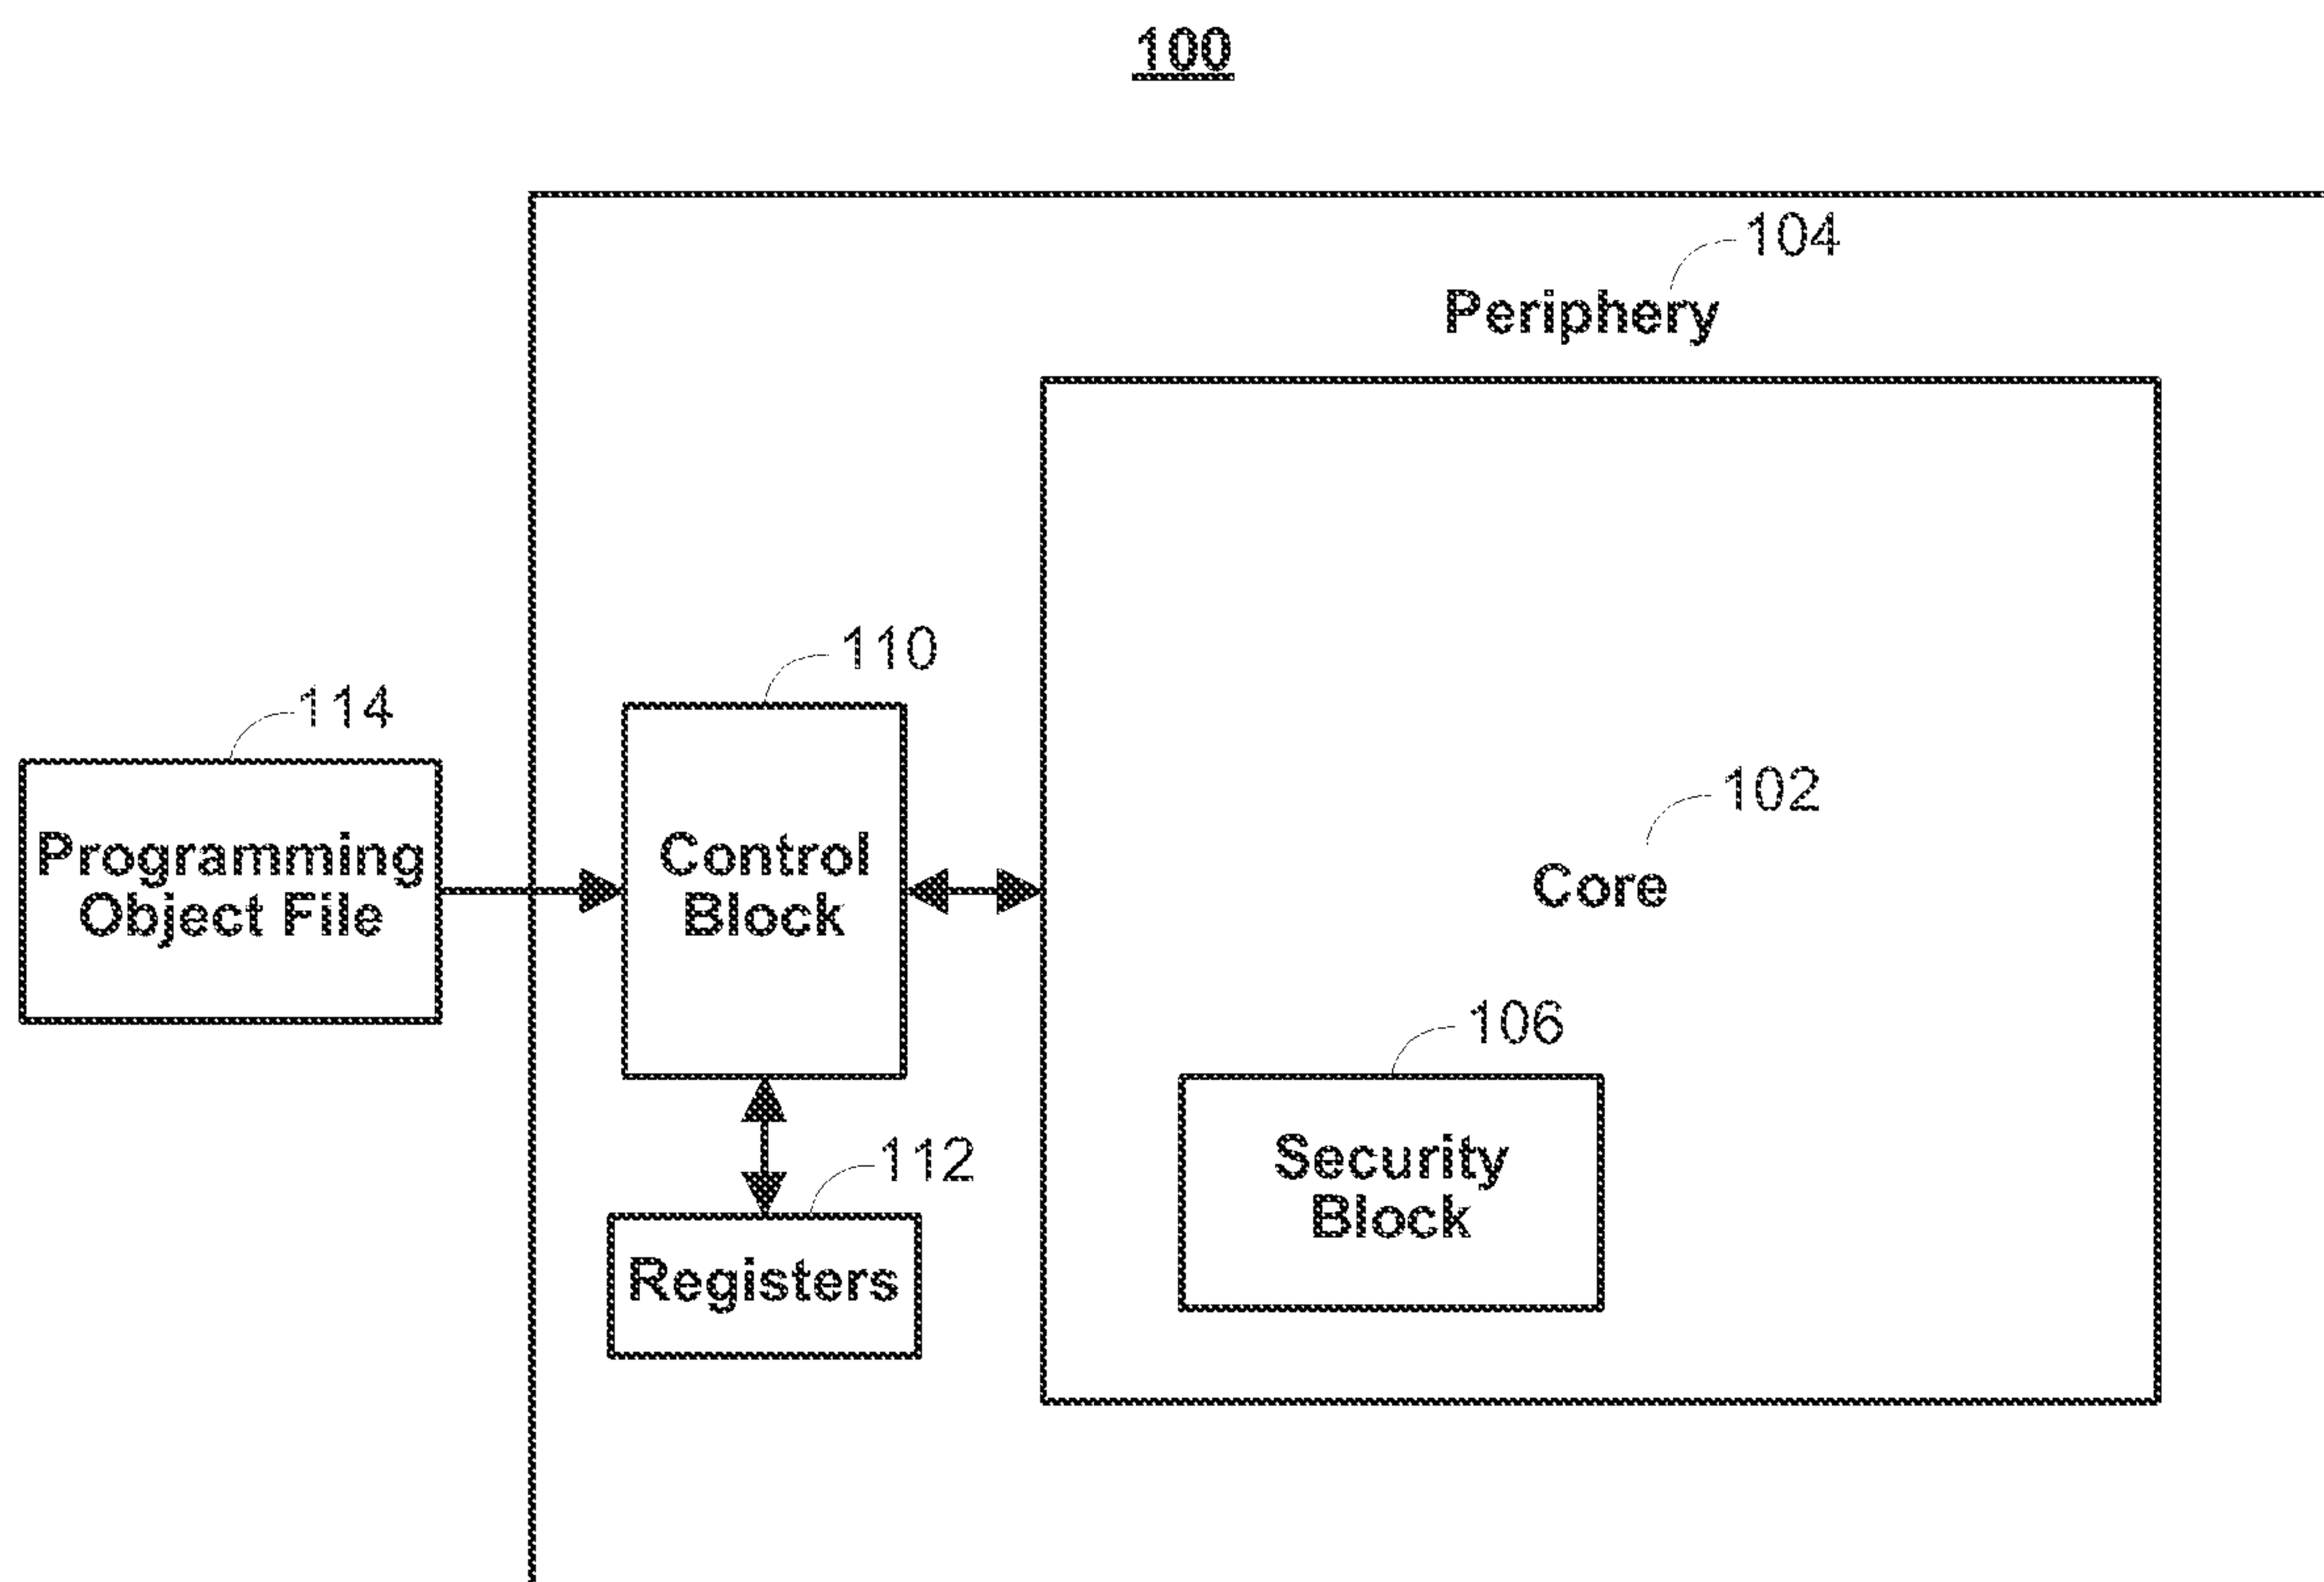 100
104
Periphery
110
114
Programming
Object File
Control
Block
102
Core
106
Security
Block
112
Registers